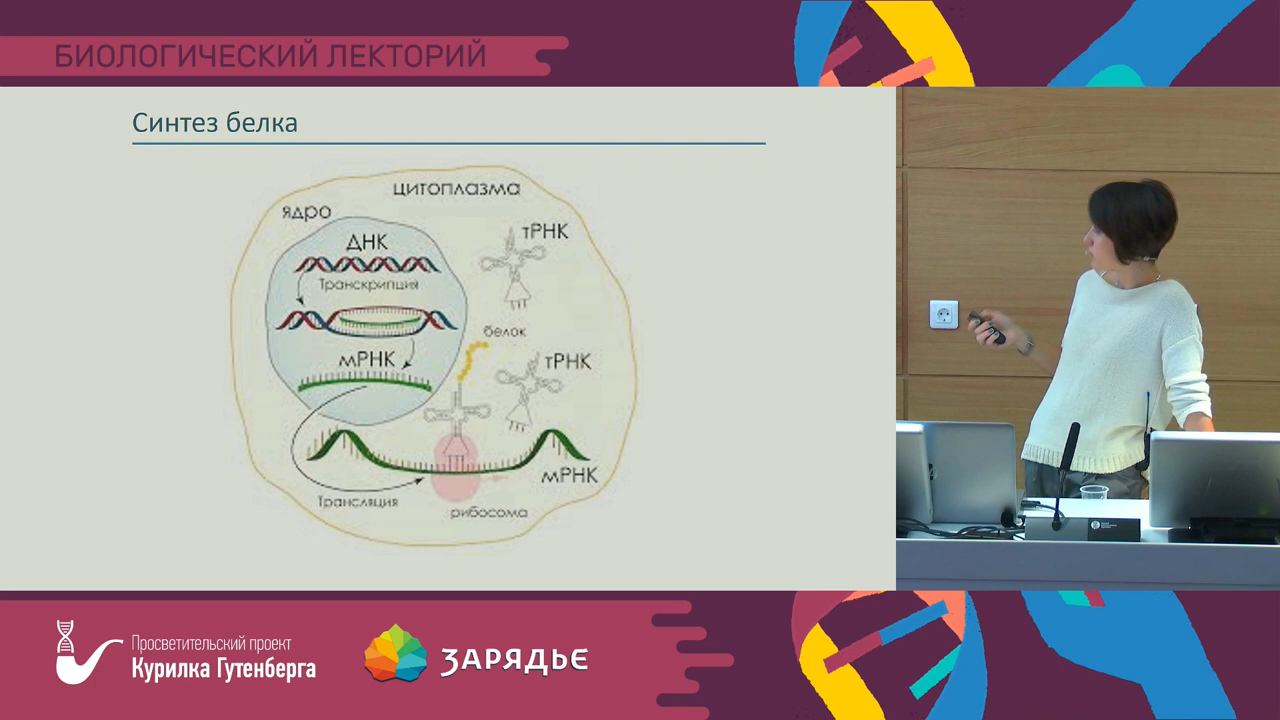 БИОЛОГИЧЕСКИЙ ЛЕКТОРИЙ
Синтез белка
цитоплазма
ядро
ДНК
тРНК
Транскрипция
белок
мРНК
тРНК
мРНК
Трансляция
рибосома
Просветительский проект
Курилка Гутенберга
ЗАРЯДЬЕ